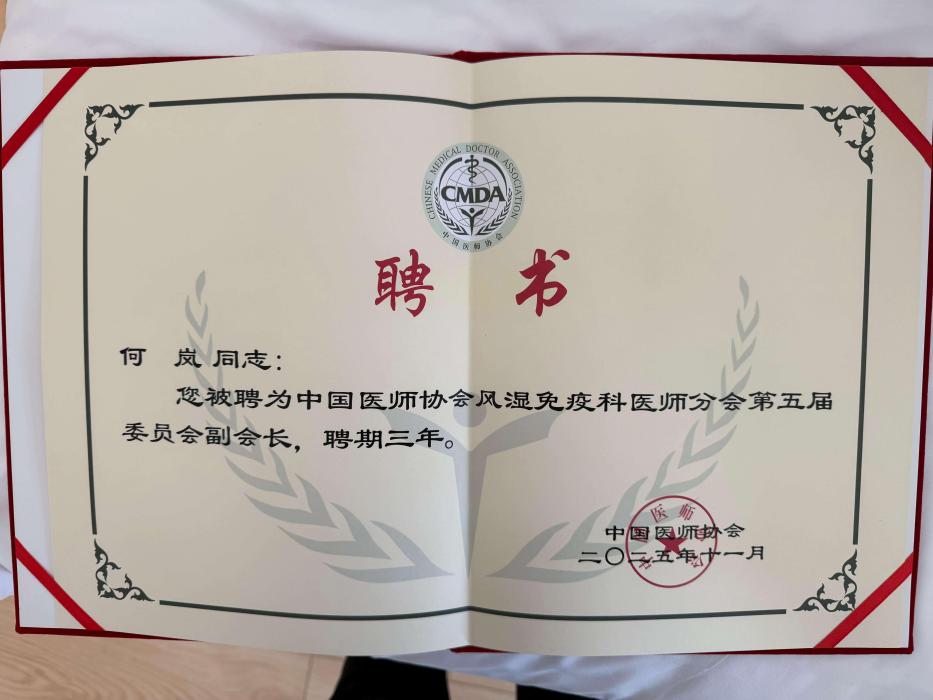 CHINESE MEDICAL DOCTOR ASSOCIATION
CMDA
中国医师协会
聘 书
何 岚 同志：
您被聘为中国医师协会风湿免疫科医师分会第五届
委员会副会长，聘期三年。
中国医师协会
二〇二五年十一月